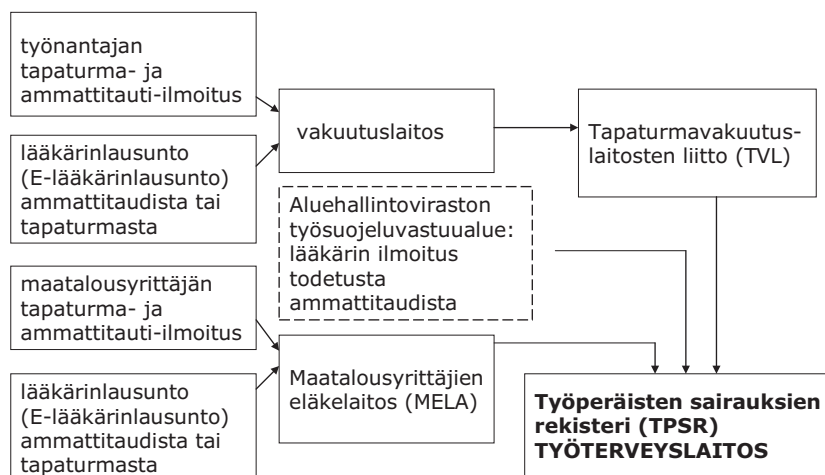 työnantajan
tapaturma- ja
ammattitauti-ilmoitus
lääkärinlausunto
(E-lääkärinlausunto)
ammattitaudista tai
tapaturmasta
vakuutuslaitos
Tapaturmavakuutus-
laitosten liitto (TVL)
Aluehallintoviraston
työsuojeluvastuualue:
lääkärin ilmoitus
todetusta
ammattitaudista
maatalousyrittäjän
tapaturma- ja
ammattitauti-ilmoitus
lääkärinlausunto
(E-lääkärinlausunto)
ammattitaudista tai
tapaturmasta
Maatalousyrittäjien
eläkelaitos (MELA)
Työperäisten sairauksien
rekisteri (TPSR)
TYÖTERVEYSLAITOS